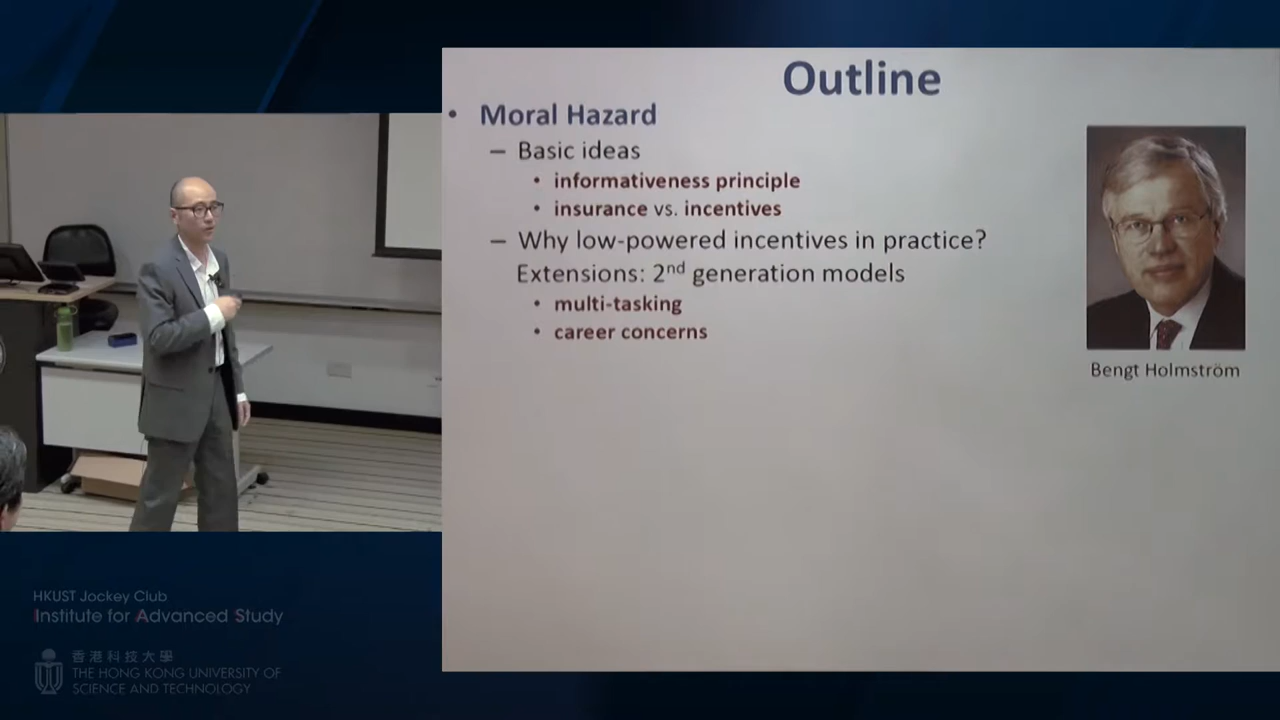 Outline
• Moral Hazard
– Basic ideas
• informativeness principle
• insurance vs. incentives
– Why low-powered incentives in practice?
Extensions: 2nd generation models
• multi-tasking
• career concerns
Bengt Holmström
HKUST Jockey Club
Institute for Advanced Study
香港科技大學
THE HONG KONG UNIVERSITY OF
SCIENCE AND TECHNOLOGY